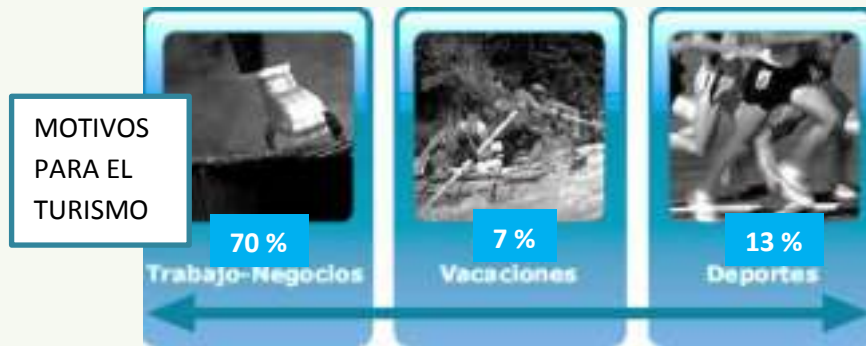 MOTIVOS
PARA EL
TURISMO
70 %
Trabajo-Negocios
7 %
Vacaciones
13 %
Deportes